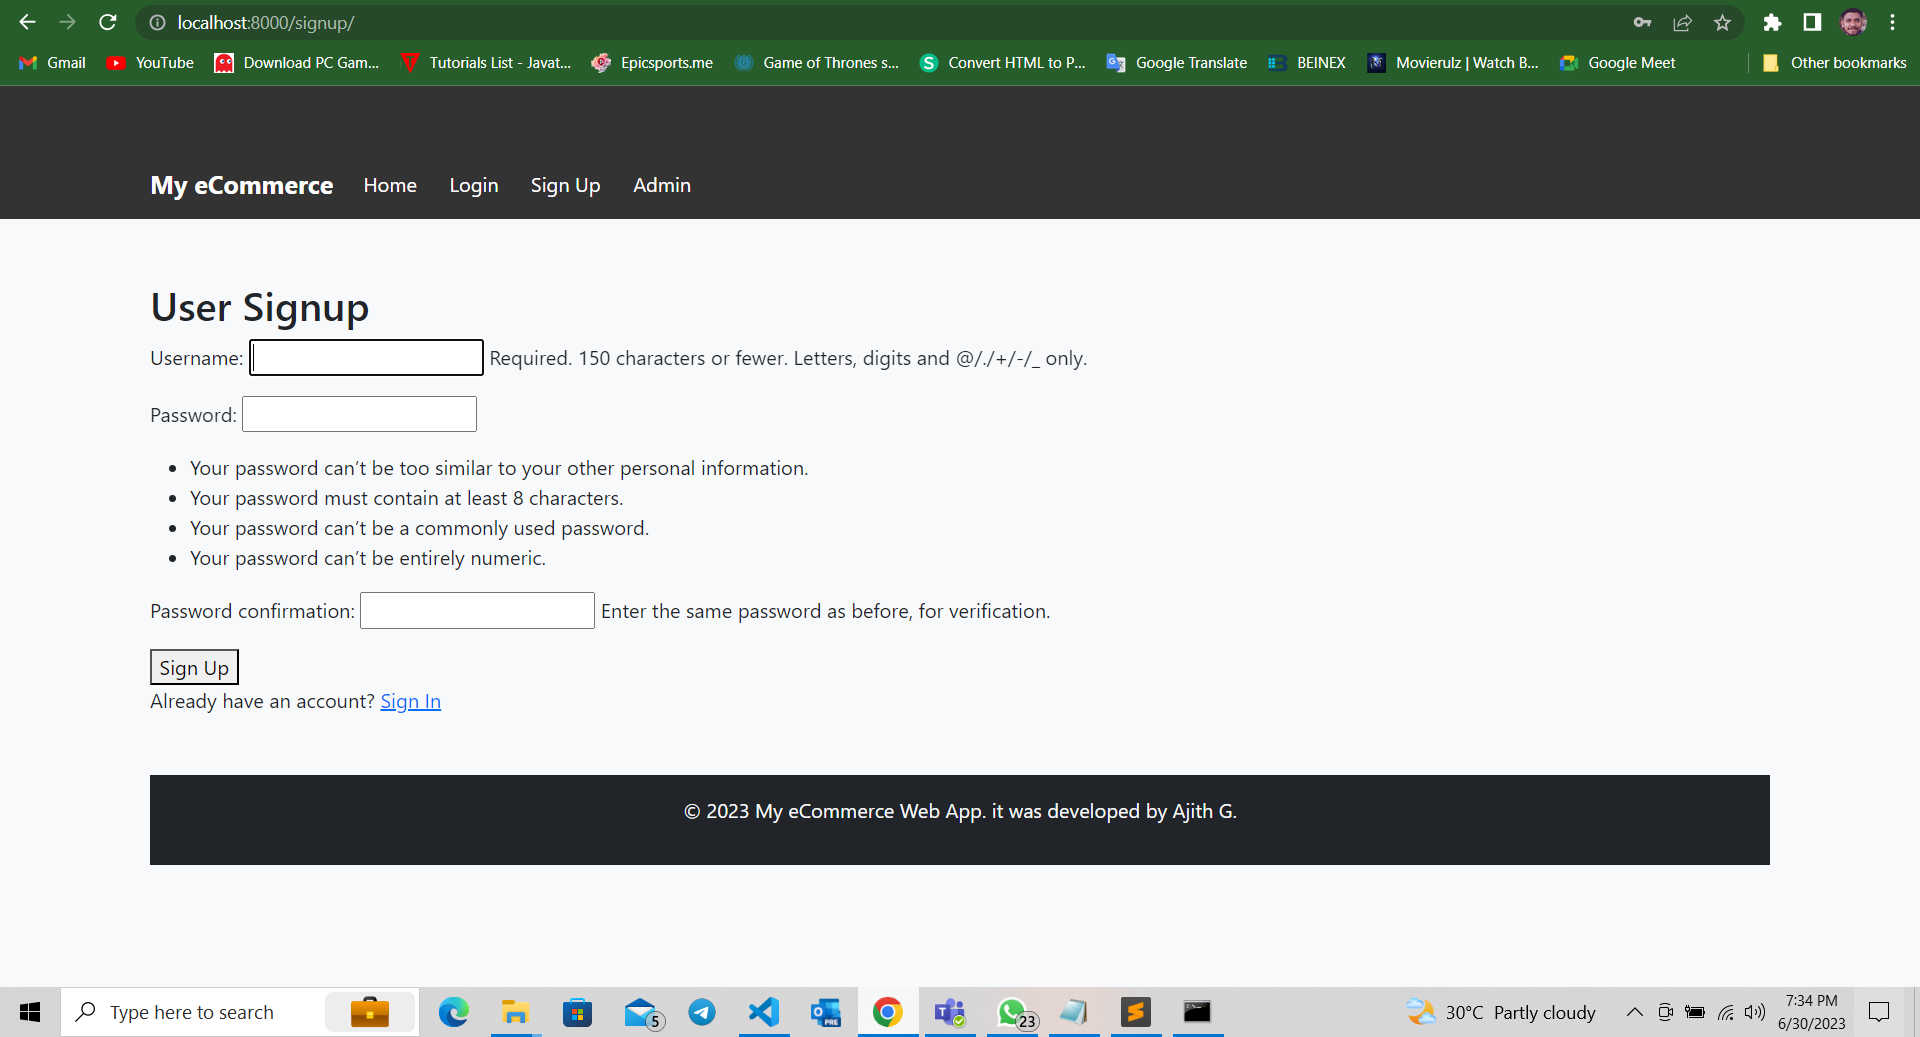 localhost:8000/signup/
Gmail YouTube Download PC Gam... Tutorials List - Javat... Epicsports.me Game of Thrones s... Convert HTML to P... Google Translate BEINEX Movierulz | Watch B... Google Meet Other bookmarks
My eCommerce Home Login Sign Up Admin
User Signup
Username: Required. 150 characters or fewer. Letters, digits and @/./+/-/_ only.
Password:
Your password can’t be too similar to your other personal information.
Your password must contain at least 8 characters.
Your password can’t be a commonly used password.
Your password can’t be entirely numeric.
Password confirmation: Enter the same password as before, for verification.
Sign Up
Already have an account? Sign In
© 2023 My eCommerce Web App. it was developed by Ajith G.
Type here to search 5 PRE 23 30°C Partly cloudy 7:34 PM
6/30/2023